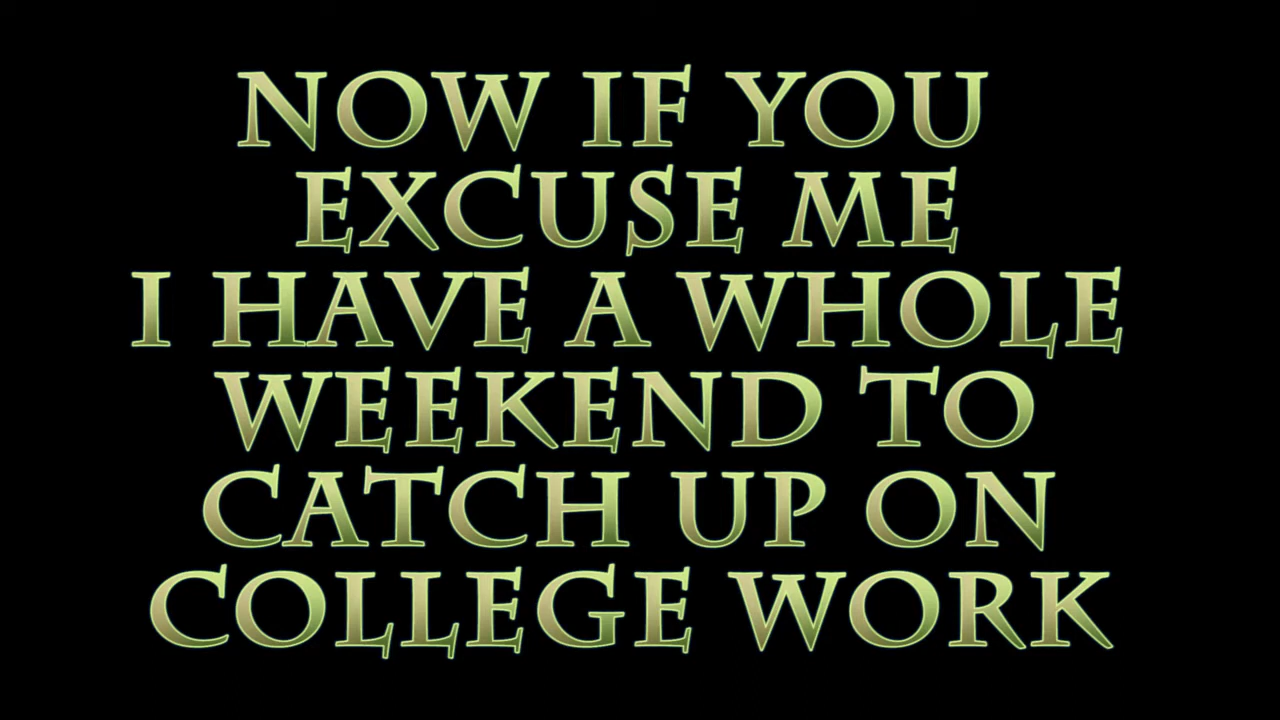 NOW IF YOU
EXCUSE ME
I HAVE A WHOLE
WEEKEND TO
CATCH UP ON
COLLEGE WORK